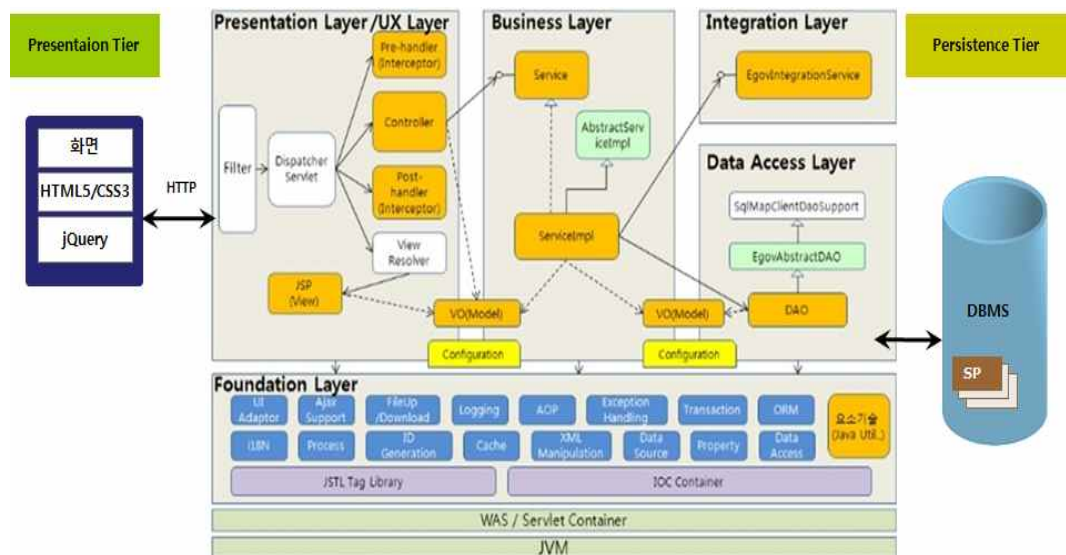 Presentaion Tier
화면
HTML5/CSS3
jQuery
HTTP
Presentation Layer /UX Layer
Filter
Dispatcher
Servlet
Pre-handler
(Interceptor)
Controller
Post-
handler
(Interceptor)
View
Resolver
JSP
(View)
VO(Model)
Configuration
Business Layer
Service
AbstractServ
iceImpl
ServiceImpl
VO(Model)
Configuration
Integration Layer
EgovIntegrationService
Data Access Layer
SqlMapClientDaoSupport
EgovAbstractDAO
DAO
Persistence Tier
DBMS
SP
Foundation Layer
UI
Adaptor
Ajax
Support
FileUp
/Download
Logging
AOP
Exception
Handling
Transaction
ORM
i18N
Process
ID
Generation
Cache
XML
Manipulation
Data
Source
Property
Data
Access
요소기술
(Java Util..)
JSTL Tag Library
IOC Container
WAS / Servlet Container
JVM